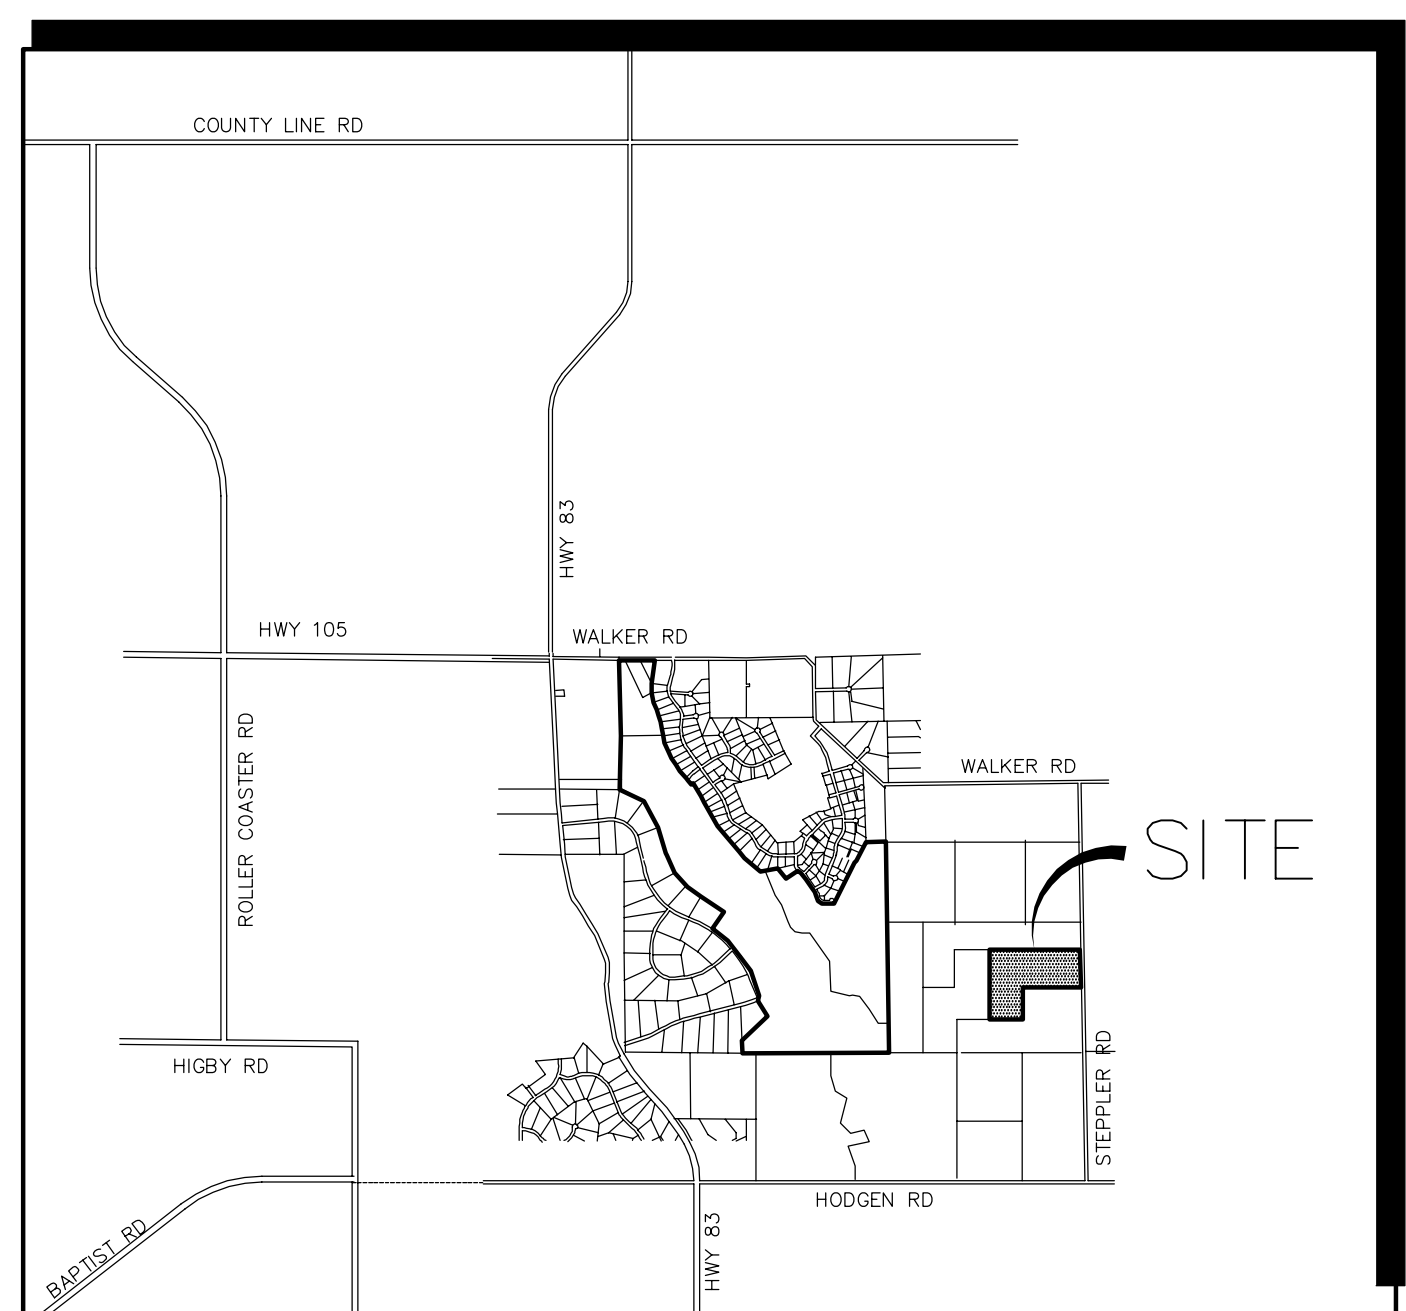 COUNTY LINE RD
HWY 83
HWY 105
WALKER RD
ROLLER COASTER RD
WALKER RD
SITE
HIGBY RD
STEPPLER RD
HODGEN RD
BAPTIST RD
HWY 83